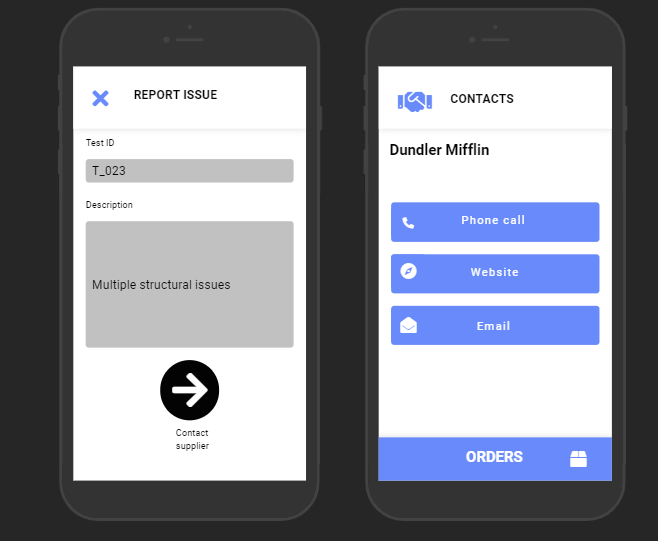 REPORT ISSUE
Test ID
T_023
Description
Multiple structural issues
Contact
supplier
CONTACTS
Dundler Mifflin
Phone call
Website
Email
ORDERS